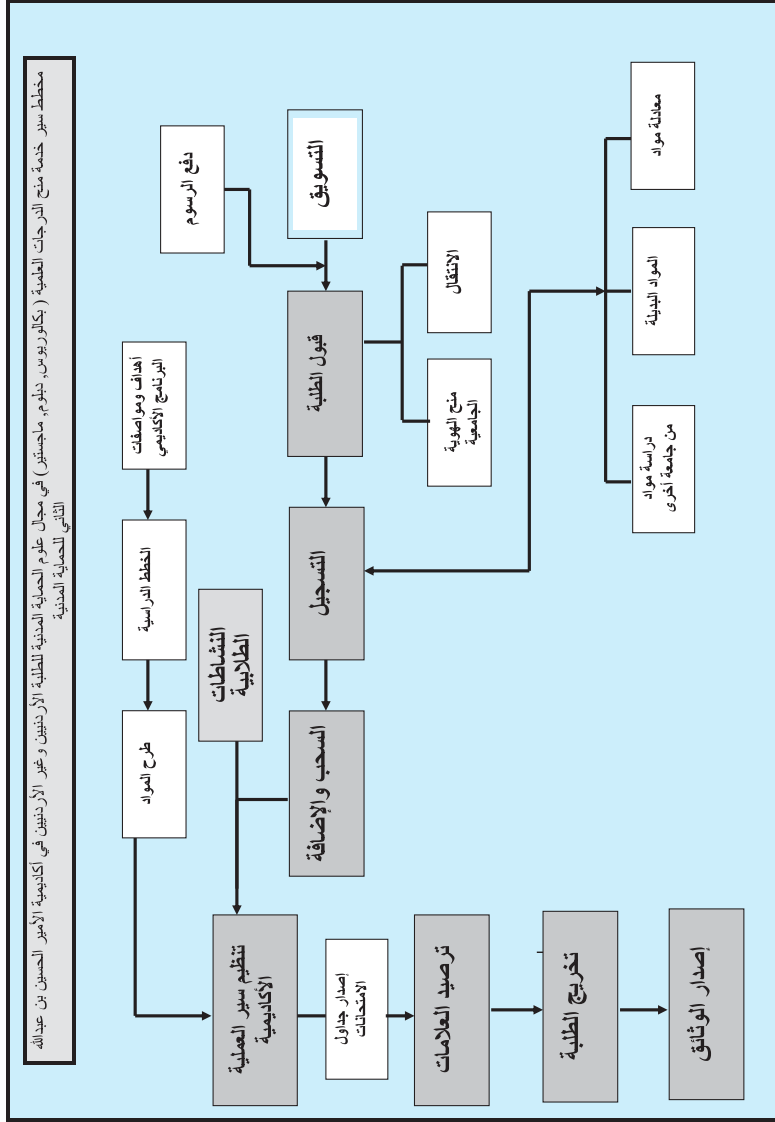 مخطط سير خدمة منح الدرجات العلمية ( بكالوريوس, دبلوم, ماجستير ) في مجال علوم الحماية المدنية للطلبة الأردنيين و غير الأردنيين في أكاديمية الأمير الحسين بن عبدالله
الثاني للحماية المدنية
دفع الرسوم
التسويق
أهداف ومواصفات
البرنامج الأكاديمي
قبول الطلبة
الانتقال
منح الهوية
الجامعية
معادلة مواد
المواد البديلة
دراسة مواد
من جامعة أخرى
الخطط الدراسية
التسجيل
النشاطات
الطلابية
طرح المواد
السحب والإضافة
تنظيم سير العملية
الأكاديمية
إصدار جداول
الامتحانات
ترصيد العلامات
تخريج الطلبة
إصدار الوثائق